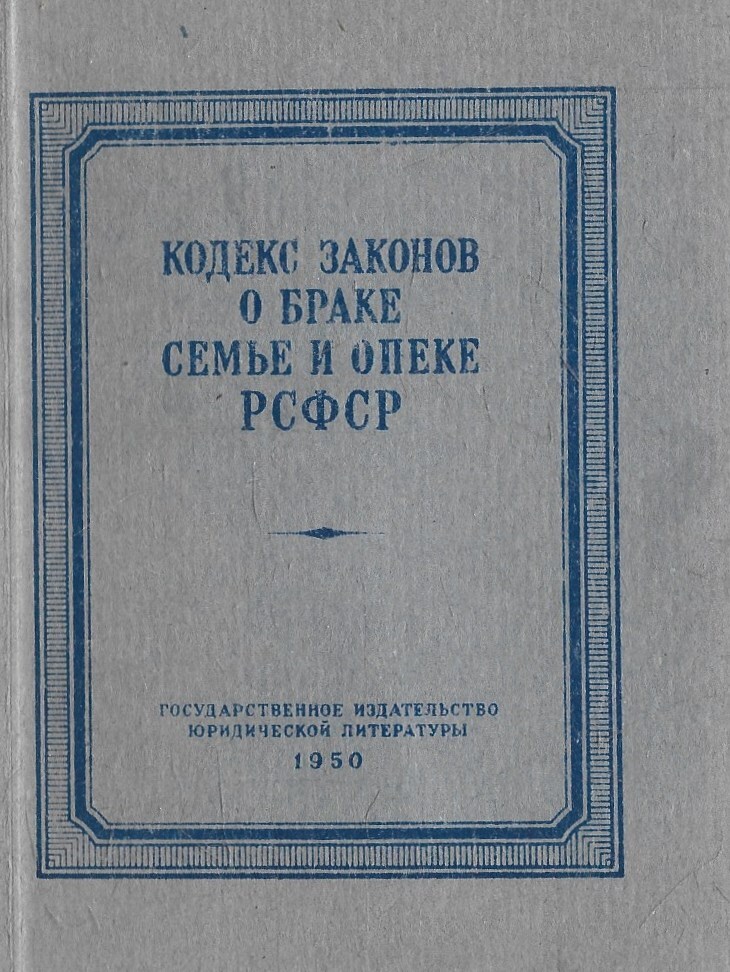 КОДЕКС ЗАКОНОВ
О БРАКЕ
СЕМЬЕ И ОПЕКЕ
РСФСР
ГОСУДАРСТВЕННОЕ ИЗДАТЕЛЬСТВО
ЮРИДИЧЕСКОЙ ЛИТЕРАТУРЫ
1950